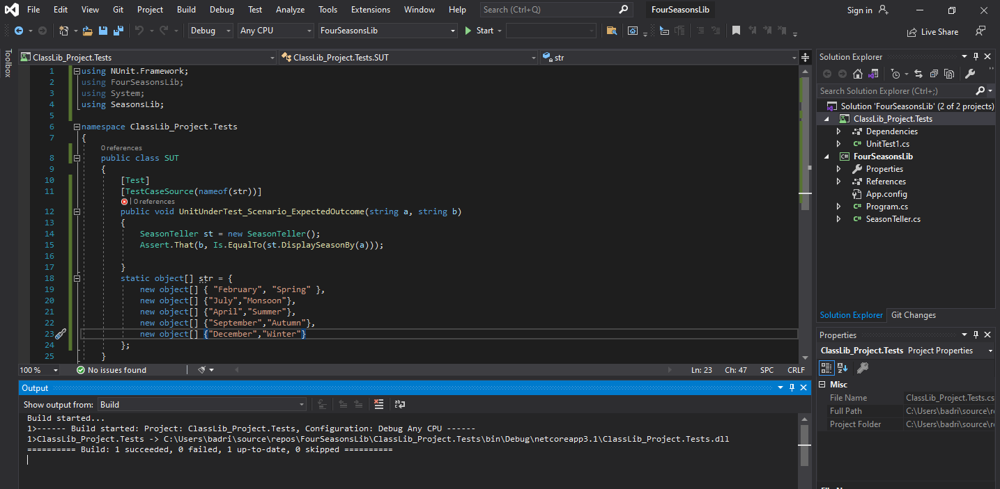 File Edit View Git Project Build Debug Test Analyze Tools Extensions Window Help Search (Ctrl+Q) FourSeasonsLib Sign in
Debug Any CPU FourSeasonsLib Start Live Share
Toolbox
ClassLib_Project.Tests ClassLib_Project.Tests.SUT str
1 using NUnit.Framework;
2 using FourSeasonsLib;
3 using System;
4 using SeasonsLib;
5
6 namespace ClassLib_Project.Tests
7 {
0 references
8 public class SUT
9 {
10 [Test]
11 [TestCaseSource(nameof(str))]
0 references
12 public void UnitUnderTest_Scenario_ExpectedOutcome(string a, string b)
13 {
14 SeasonTeller st = new SeasonTeller();
15 Assert.That(b, Is.EqualTo(st.DisplaySeasonBy(a)));
16
17 }
18 static object[] str = {
19 new object[] { "February", "Spring" },
20 new object[] {"July","Monsoon"},
21 new object[] {"April","Summer"},
22 new object[] {"September","Autumn"},
23 new object[] {"December","Winter"}
24 };
25 }
100 % No issues found Ln: 23 Ch: 47 SPC CRLF
Output
Show output from: Build
Build started...
1>------ Build started: Project: ClassLib_Project.Tests, Configuration: Debug Any CPU ------
1>ClassLib_Project.Tests -> C:\Users\badri\source\repos\FourSeasonsLib\ClassLib_Project.Tests\bin\Debug\netcoreapp3.1\ClassLib_Project.Tests.dll
========== Build: 1 succeeded, 0 failed, 1 up-to-date, 0 skipped ==========
Solution Explorer
Search Solution Explorer (Ctrl+;)
Solution 'FourSeasonsLib' (2 of 2 projects)
ClassLib_Project.Tests
Dependencies
C# UnitTest1.cs
C# FourSeasonsLib
Properties
References
App.config
C# Program.cs
C# SeasonTeller.cs
Solution Explorer Git Changes
Properties
ClassLib_Project.Tests Project Properties
Misc
File Name ClassLib_Project.Tests.cs
Full Path C:\Users\badri\source\re
Project Folder C:\Users\badri\source\re